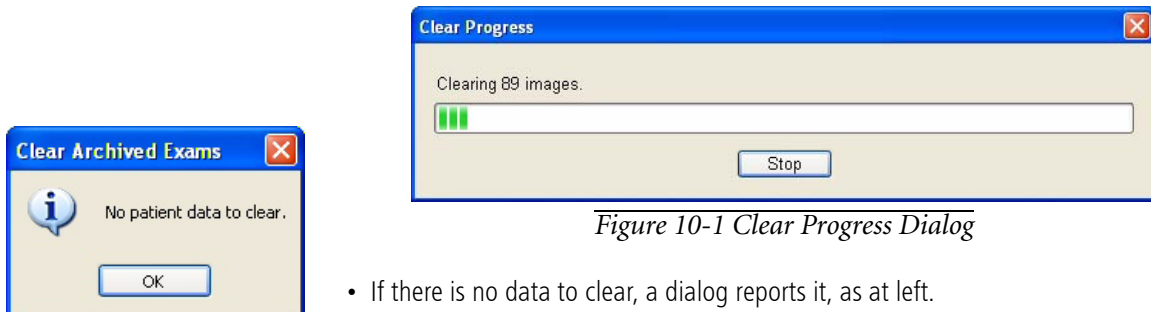 Clear Progress
Clearing 89 images.
Stop
Figure 10-1 Clear Progress Dialog
Clear Archived Exams
No patient data to clear.
OK
• If there is no data to clear, a dialog reports it, as at left.